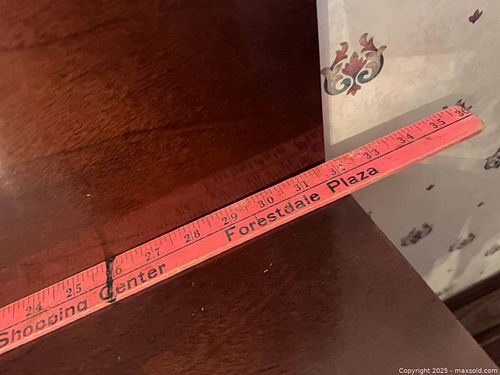 24 25 26 27 28 29 30 31 32 33 34 35 36
Shopping Center Forestdale Plaza
Copyright © 2025 - maxsold.com